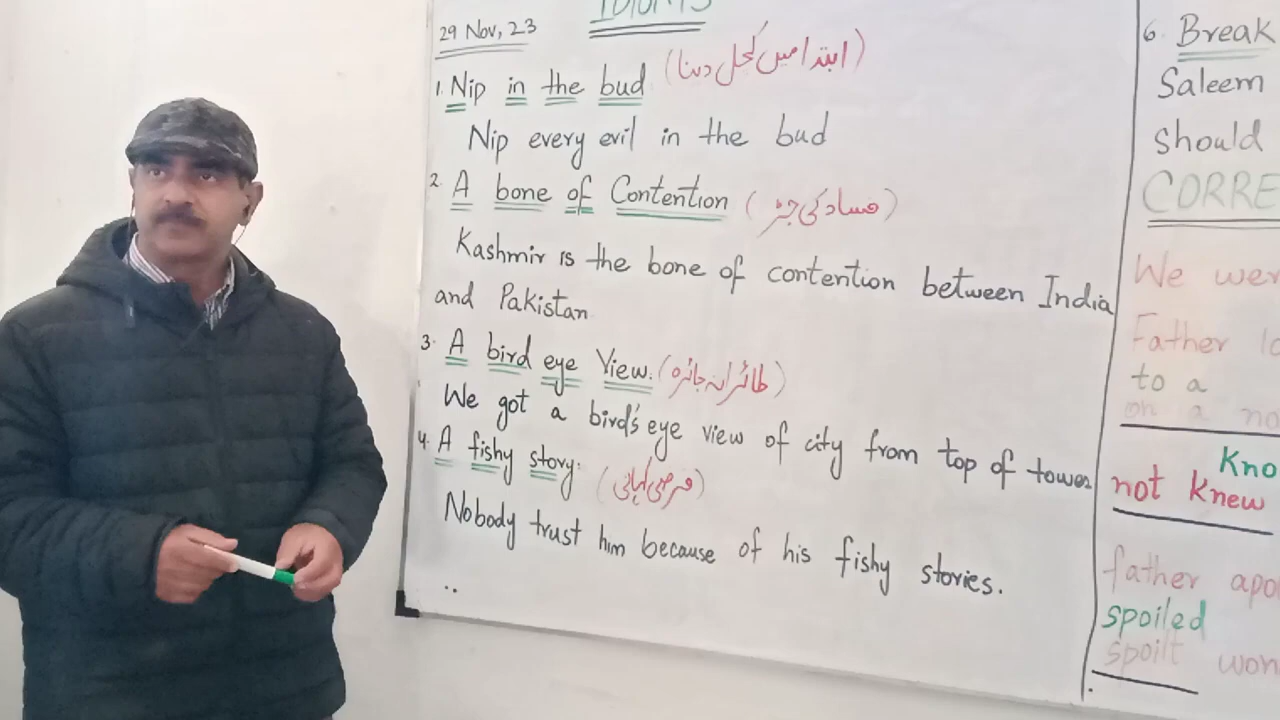 IDIOMS
29 Nov, 23
1. Nip in the bud (ابتدا میں کچل دینا)
Nip every evil in the bud
2. A bone of Contention (فساد کی جڑ)
Kashmir is the bone of contention between India
and Pakistan
3. A bird eye View. (طائرانہ جائزہ)
We got a bird's eye view of city from top of tower
4. A fishy story: (فرضی کہانی)
Nobody trust him because of his fishy stories.
..
6. Break
Saleem
should
CORRE
We wer
Father lo
to a
on a no
Kno
not knew
father apo
spoiled
spoilt won